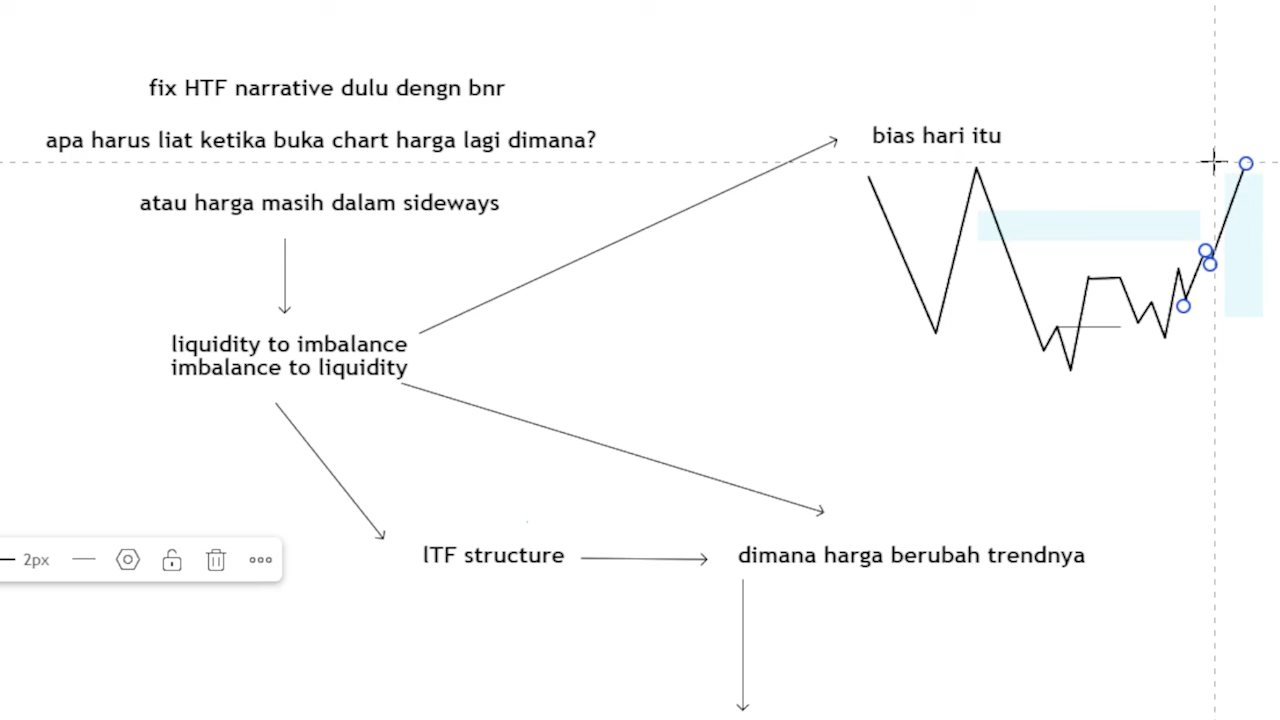 fix HTF narrative dulu dengn bnr
apa harus liat ketika buka chart harga lagi dimana?
bias hari itu
atau harga masih dalam sideways
liquidity to imbalance
imbalance to liquidity
lTF structure
dimana harga berubah trendnya
2px